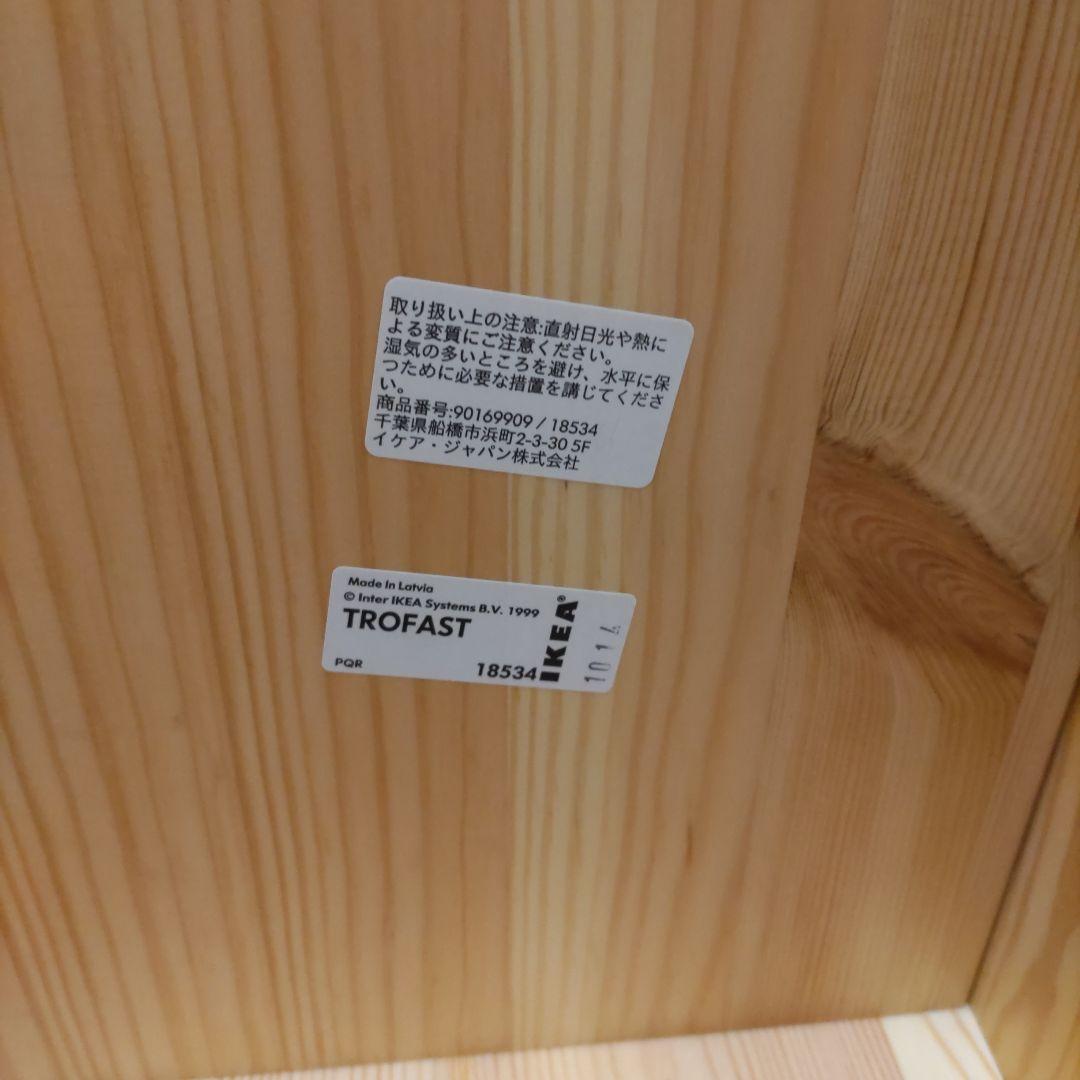 取り扱い上の注意:直射日光や熱に
よる変質にご注意ください。
湿気の多いところを避け、水平に保
つために必要な措置を講じてくださ
い。
商品番号:90169909 / 18534
千葉県船橋市浜町2-3-30 5F
イケア・ジャパン株式会社
Made in Latvia
© Inter IKEA Systems B.V. 1999
TROFAST
PQR
18534
IKEA®
1014